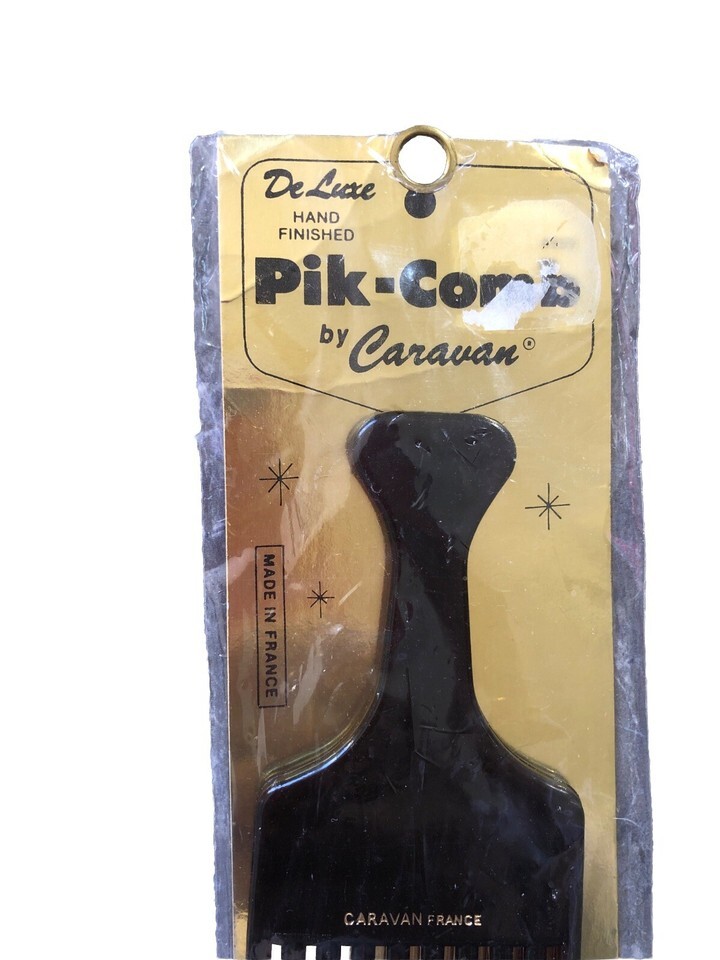 De Luxe
HAND
FINISHED
Pik-Comb
by Caravan®
MADE IN FRANCE
CARAVAN FRANCE